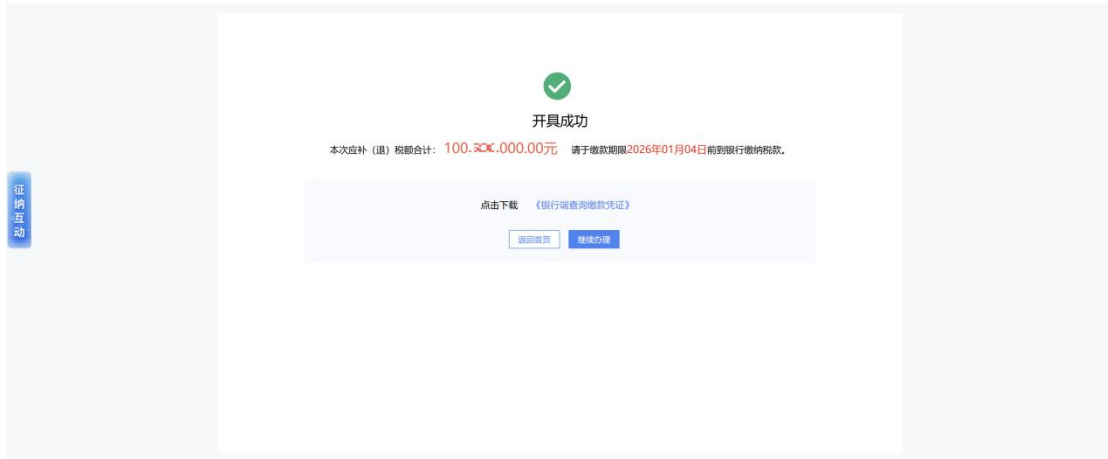 开具成功
本次应补（退）税额合计： 100. .000.00元 请于缴款期限2026年01月04日前到银行缴纳税款。
征纳互动
点击下载 《银行端查询缴款凭证》
返回首页 继续办理